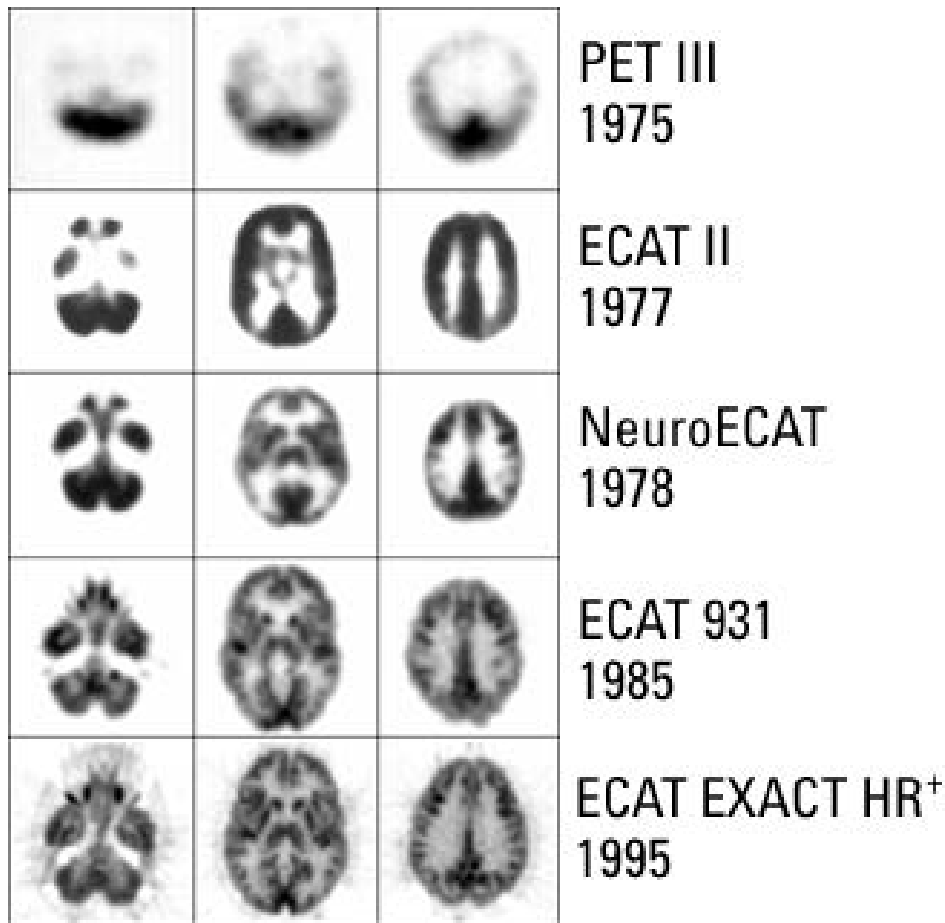 PET III
1975
ECAT II
1977
NeuroECAT
1978
ECAT 931
1985
ECAT EXACT HR⁺
1995